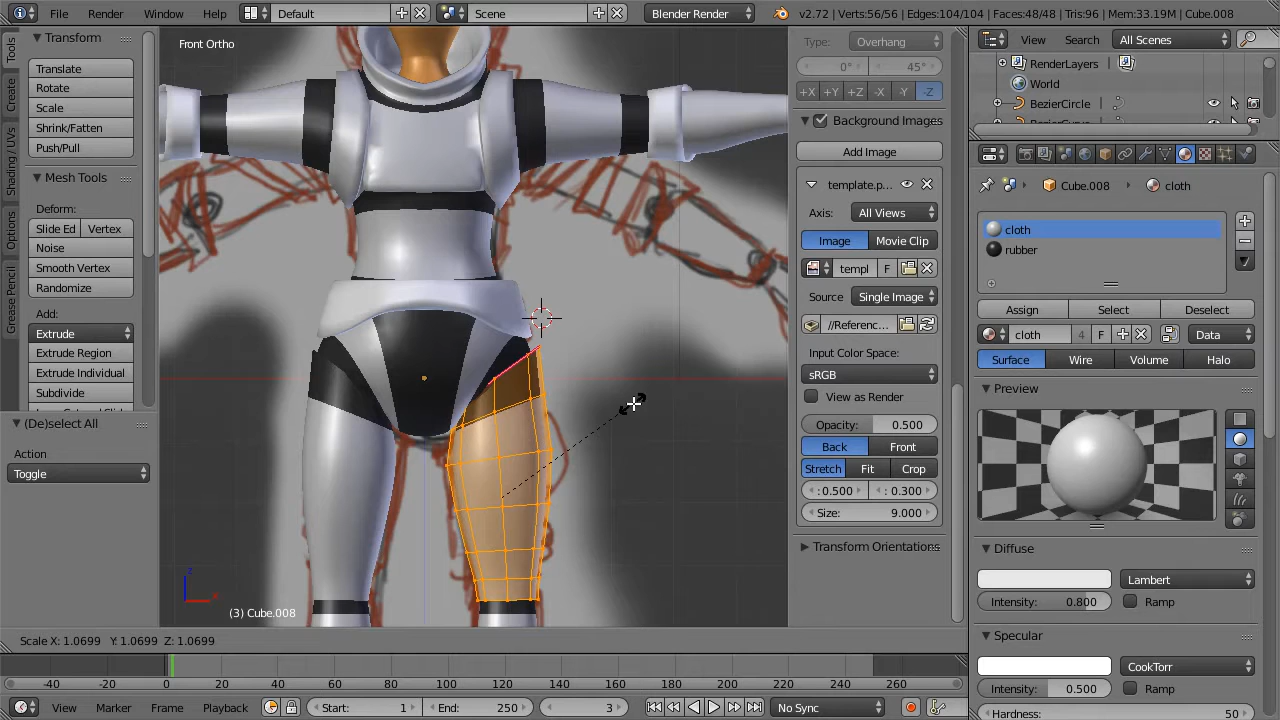 File Render Window Help Default Scene Blender Render v2.72 | Verts:56/56 | Edges:104/104 | Faces:48/48 | Tris:96 | Mem:33.19M | Cube.008
Tools
Create
Shading / UVs
Options
Grease Pencil
Transform
Translate
Rotate
Scale
Shrink/Fatten
Push/Pull
Mesh Tools
Deform:
Slide Ed Vertex
Noise
Smooth Vertex
Randomize
Add:
Extrude
Extrude Region
Extrude Individual
Subdivide
(De)select All
Action
Toggle
Front Ortho
z
x
(3) Cube.008
Scale X: 1.0699 Y: 1.0699 Z: 1.0699
Type: Overhang
0° 45°
+X +Y +Z -X -Y -Z
Background Images
Add Image
template.p...
Axis: All Views
Image Movie Clip
templ F
Source Single Image
//Referenc...
Input Color Space:
sRGB
View as Render
Opacity: 0.500
Back Front
Stretch Fit Crop
: 0.500 : 0.300
Size: 9.000
Transform Orientations
View Search All Scenes
RenderLayers
World
BezierCircle
Cube.008 cloth
cloth
rubber
Assign Select Deselect
cloth 4 F Data
Surface Wire Volume Halo
Preview
Diffuse
Lambert
Intensity: 0.800 Ramp
Specular
CookTorr
Intensity: 0.500 Ramp
Hardness: 50
-40 -20 0 20 40 60 80 100 120 140 160 180 200 220 240 260
View Marker Frame Playback Start: 1 End: 250 3 No Sync